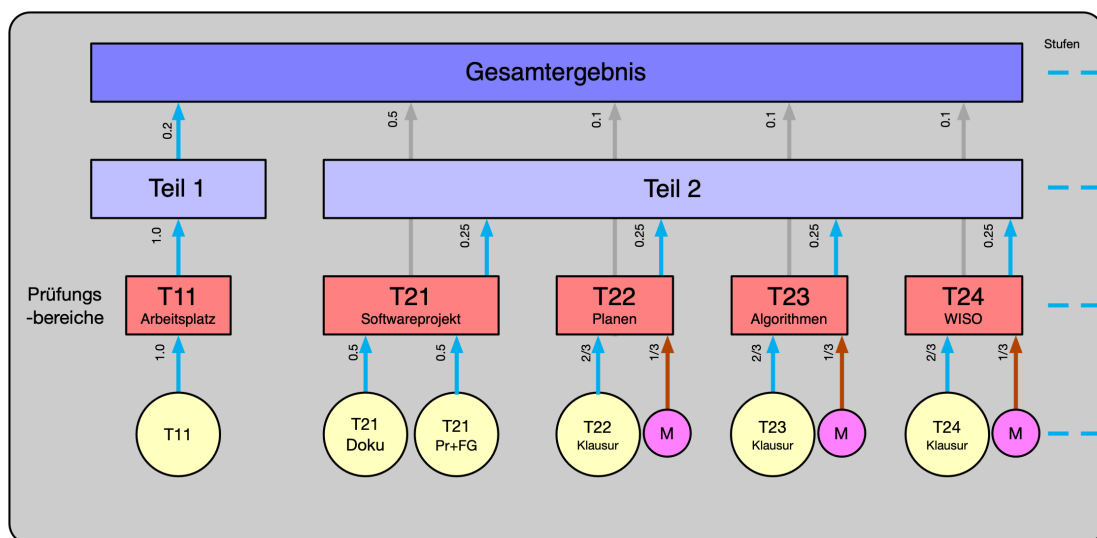 Stufen
Gesamtergebnis
0.2
0.5
0.1
0.1
0.1
Teil 1
Teil 2
1.0
0.25
0.25
0.25
0.25
Prüfungs
-bereiche
T11
Arbeitsplatz
T21
Softwareprojekt
T22
Planen
T23
Algorithmen
T24
WISO
1.0
0.5
0.5
2/3
1/3
2/3
1/3
2/3
1/3
T11
T21
Doku
T21
Pr+FG
T22
Klausur
M
T23
Klausur
M
T24
Klausur
M